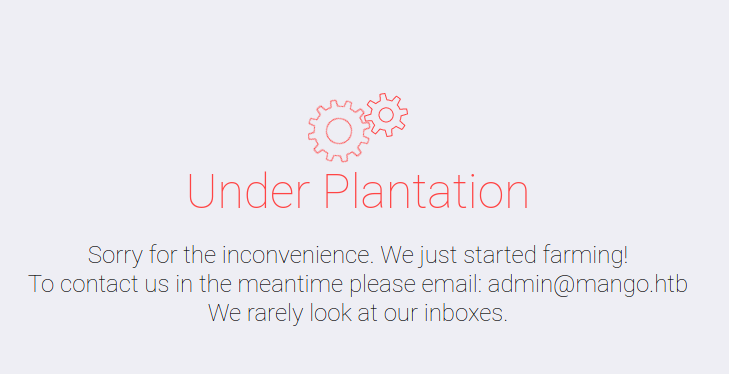 Under Plantation
Sorry for the inconvenience. We just started farming!
To contact us in the meantime please email: admin@mango.htb
We rarely look at our inboxes.